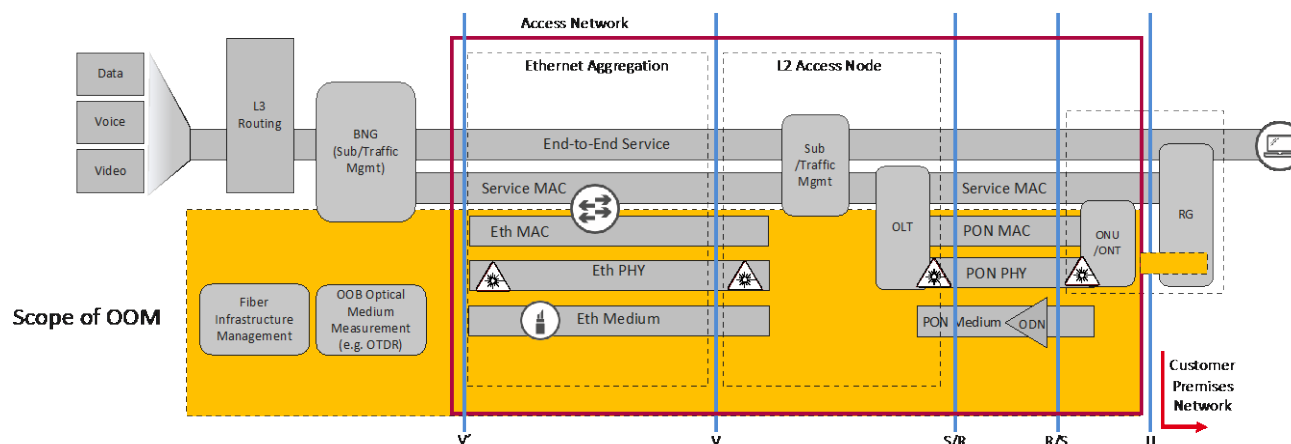 Access Network
Ethernet Aggregation
L2 Access Node
Data
Voice
Video
L3
Routing
BNG
(Sub/Traffic
Mgmt)
End-to-End Service
Sub
/Traffic
Mgmt
Service MAC
Service MAC
OLT
RG
Eth MAC
PON MAC
ONU
/ONT
Eth PHY
PON PHY
Scope of OOM
Fiber
Infrastructure
Management
OOB Optical
Medium
Measurement
(e.g. OTDR)
Eth Medium
PON Medium
ODN
Customer
Premises
Network
V'
V
S/R
R/S
U